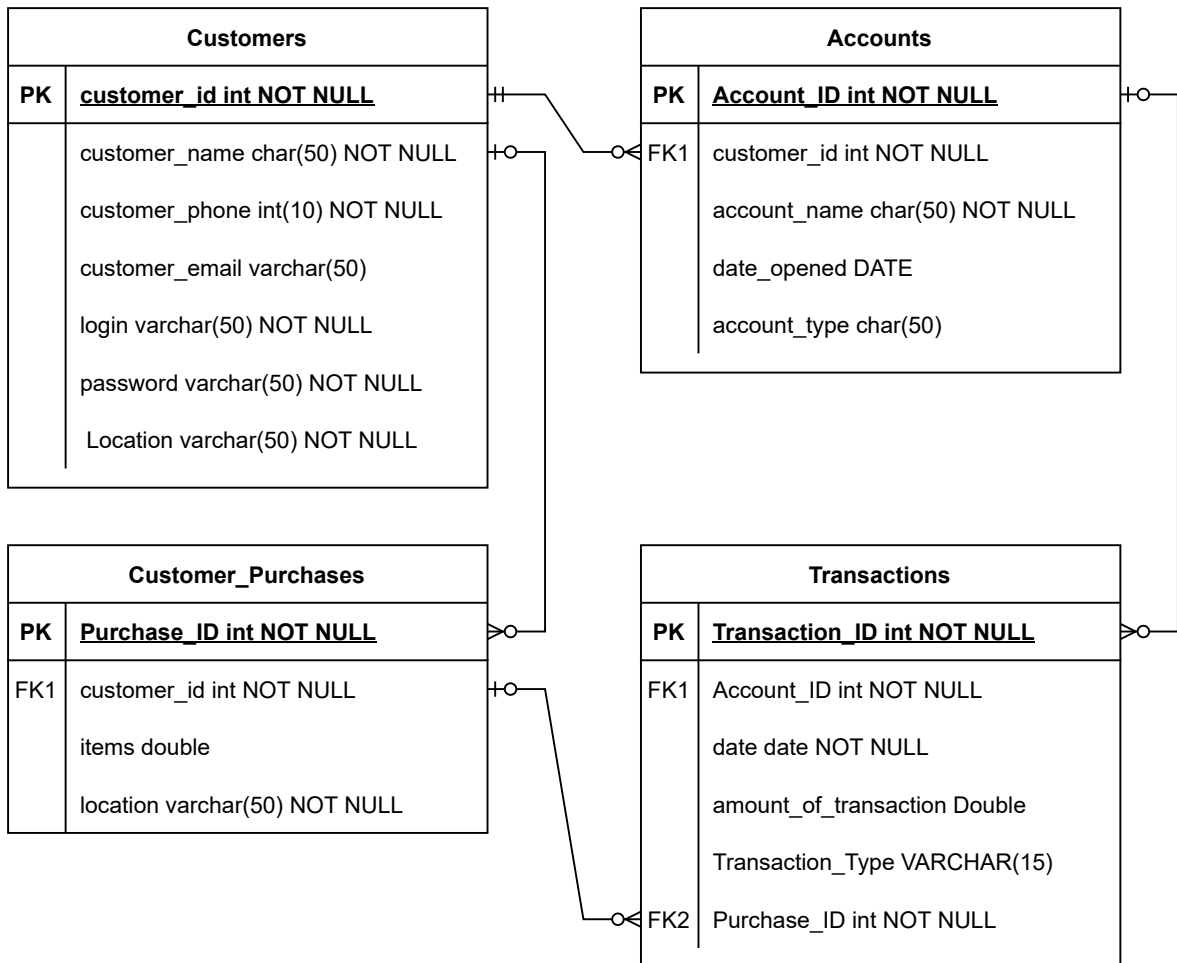 Customers
PK customer_id int NOT NULL
customer_name char(50) NOT NULL
customer_phone int(10) NOT NULL
customer_email varchar(50)
login varchar(50) NOT NULL
password varchar(50) NOT NULL
Location varchar(50) NOT NULL
Accounts
PK Account_ID int NOT NULL
FK1 customer_id int NOT NULL
account_name char(50) NOT NULL
date_opened DATE
account_type char(50)
Customer_Purchases
PK Purchase_ID int NOT NULL
FK1 customer_id int NOT NULL
items double
location varchar(50) NOT NULL
Transactions
PK Transaction_ID int NOT NULL
FK1 Account_ID int NOT NULL
date date NOT NULL
amount_of_transaction Double
Transaction_Type VARCHAR(15)
FK2 Purchase_ID int NOT NULL